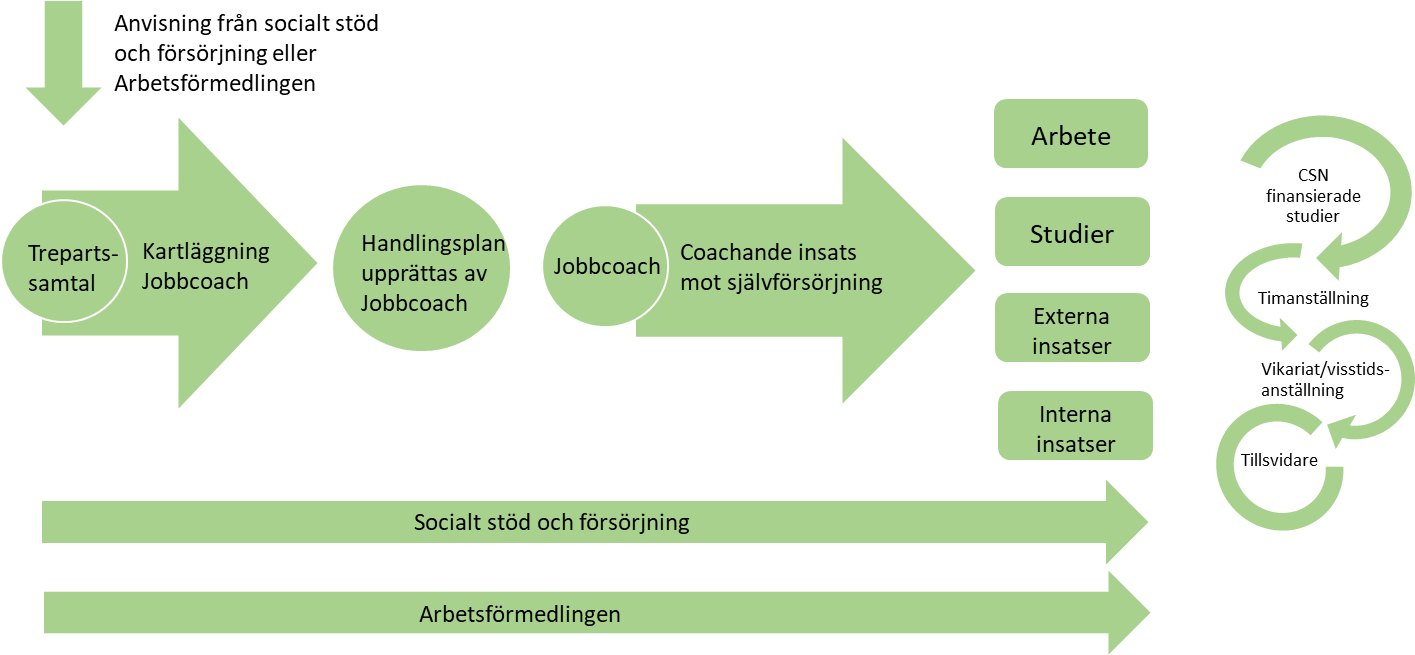 Anvisning från socialt stöd
och försörjning eller
Arbetsförmedlingen
Treparts-
samtal
Kartläggning
Jobbcoach
Handlingsplan
upprättas av
Jobbcoach
Jobbcoach
Coachande insats
mot självförsörjning
Arbete
Studier
Externa
insatser
Interna
insatser
CSN
finansierade
studier
Timanställning
Vikariat/visstids-
anställning
Tillsvidare
Socialt stöd och försörjning
Arbetsförmedlingen